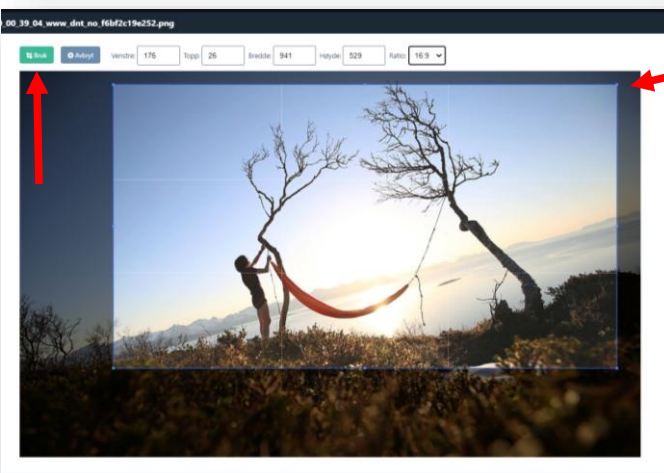 _00_39_04_www_dnt_no_f6bf2c19e252.png
Bruk Avbryt Venstre: 176 Topp: 26 Bredde: 941 Høyde: 529 Ratio: 16:9